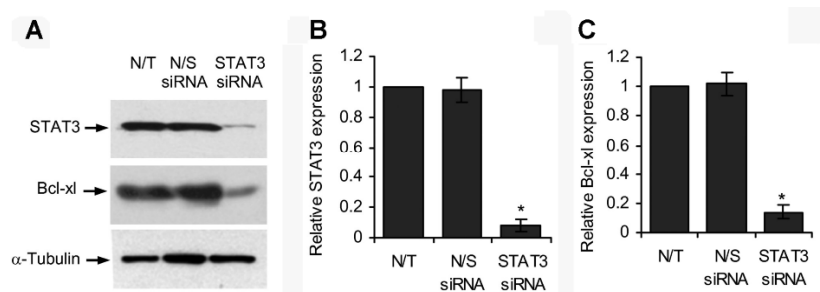 A
N/T N/S siRNA STAT3 siRNA
STAT3
Bcl-xl
α-Tubulin
B
Relative STAT3 expression
1.2
1
0.8
0.6
0.4
0.2
0
*
N/T N/S siRNA STAT3 siRNA
C
Relative Bcl-xl expression
1.2
1
0.8
0.6
0.4
0.2
0
*
N/T N/S siRNA STAT3 siRNA